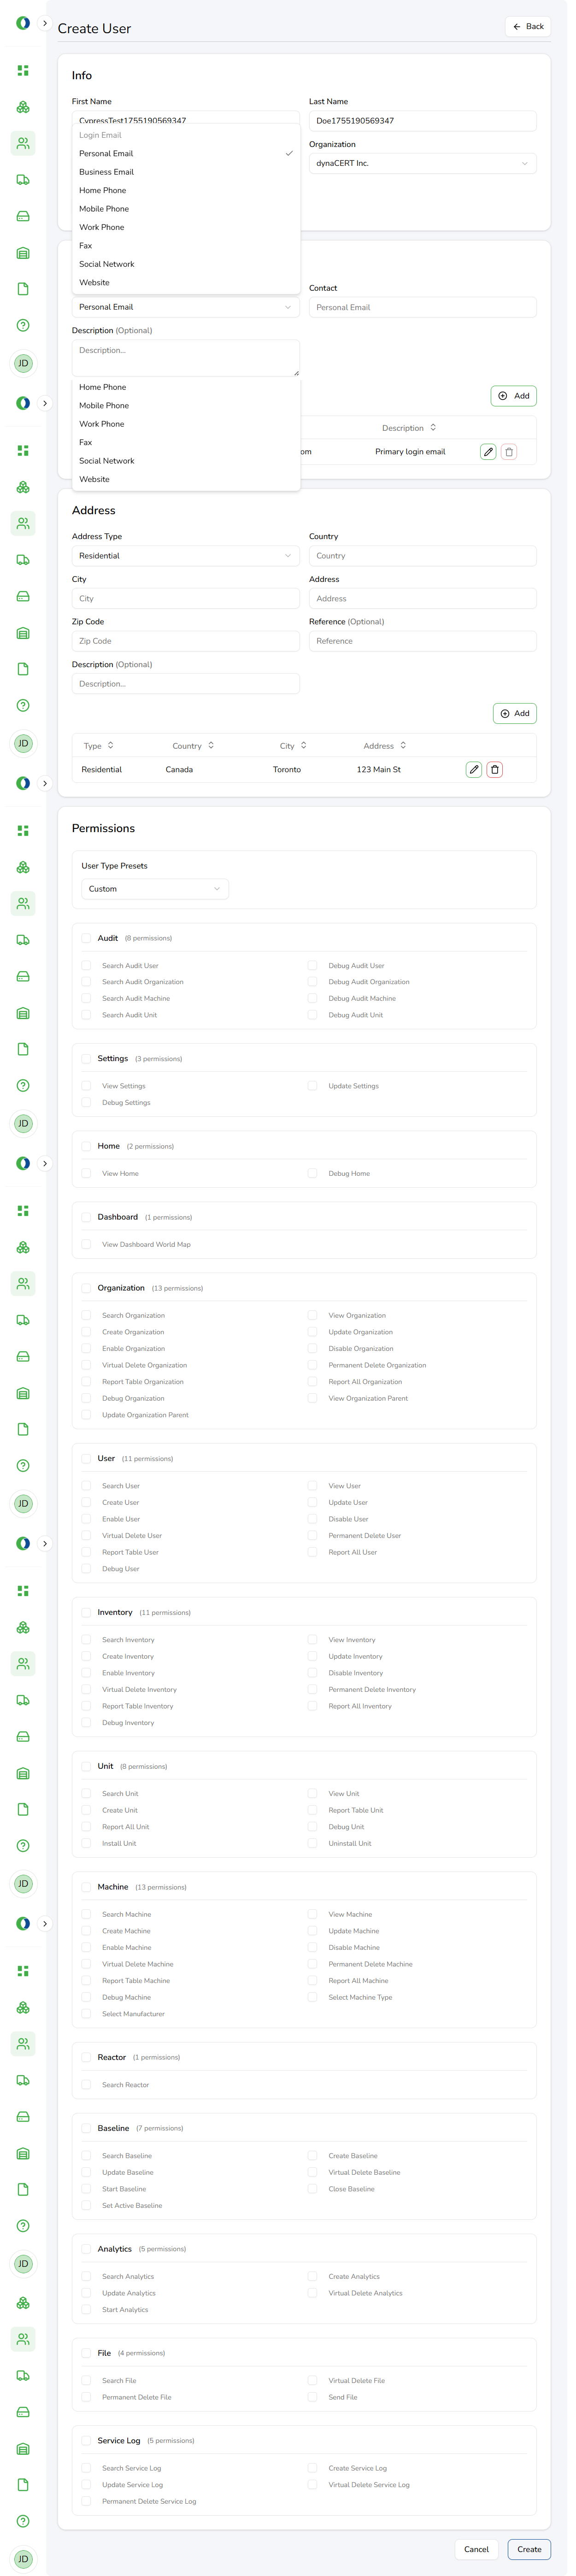 Create User
Back
Info
First Name
Last Name
CypressTest1755190569347
Doe1755190569347
Login Email
Personal Email
Business Email
Home Phone
Mobile Phone
Work Phone
Fax
Social Network
Website
Organization
dynaCERT Inc.
Contact
Personal Email
Personal Email
Description (Optional)
Description...
Home Phone
Mobile Phone
Work Phone
Fax
Social Network
Website
Add
Description
om
Primary login email
JD
Address
Address Type
Country
Residential
Country
City
Address
City
Address
Zip Code
Reference (Optional)
Zip Code
Reference
Description (Optional)
Description...
Add
JD
Type Country City Address
Residential Canada Toronto 123 Main St
Permissions
User Type Presets
Custom
Audit (8 permissions)
Search Audit User
Debug Audit User
Search Audit Organization
Debug Audit Organization
Search Audit Machine
Debug Audit Machine
Search Audit Unit
Debug Audit Unit
Settings (3 permissions)
View Settings
Update Settings
Debug Settings
JD
Home (2 permissions)
View Home
Debug Home
Dashboard (1 permissions)
View Dashboard World Map
Organization (13 permissions)
Search Organization
View Organization
Create Organization
Update Organization
Enable Organization
Disable Organization
Virtual Delete Organization
Permanent Delete Organization
Report Table Organization
Report All Organization
Debug Organization
View Organization Parent
Update Organization Parent
User (11 permissions)
Search User
View User
Create User
Update User
JD
Enable User
Disable User
Virtual Delete User
Permanent Delete User
Report Table User
Report All User
Debug User
Inventory (11 permissions)
Search Inventory
View Inventory
Create Inventory
Update Inventory
Enable Inventory
Disable Inventory
Virtual Delete Inventory
Permanent Delete Inventory
Report Table Inventory
Report All Inventory
Debug Inventory
Unit (8 permissions)
Search Unit
View Unit
Create Unit
Report Table Unit
Report All Unit
Debug Unit
Install Unit
Uninstall Unit
Machine (13 permissions)
JD
Search Machine
View Machine
Create Machine
Update Machine
Enable Machine
Disable Machine
Virtual Delete Machine
Permanent Delete Machine
Report Table Machine
Report All Machine
Debug Machine
Select Machine Type
Select Manufacturer
Reactor (1 permissions)
Search Reactor
Baseline (7 permissions)
Search Baseline
Create Baseline
Update Baseline
Virtual Delete Baseline
Start Baseline
Close Baseline
Set Active Baseline
Analytics (5 permissions)
JD
Search Analytics
Create Analytics
Update Analytics
Virtual Delete Analytics
Start Analytics
File (4 permissions)
Search File
Virtual Delete File
Permanent Delete File
Send File
Service Log (5 permissions)
Search Service Log
Create Service Log
Update Service Log
Virtual Delete Service Log
Permanent Delete Service Log
Cancel
Create
JD